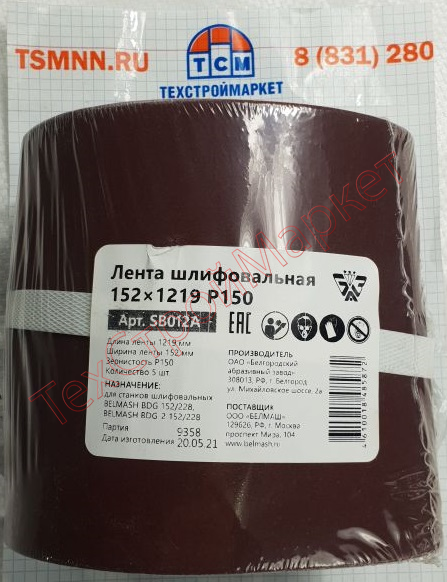 TSMNN.RU
ТСМ
8 (831) 280
ТЕХСТРОЙМАРКЕТ
ТехСтройМаркет
Лента шлифовальная
152×1219 P150
Арт. SB012A
EAC
Длина ленты 1219 мм
Ширина ленты 152 мм
Зернистость P150
Количество 5 шт
НАЗНАЧЕНИЕ:
для станков шлифовальных
BELMASH BDG 152/228,
BELMASH BDG 2 152/228
Партия 9358
Дата изготовления 20.05.21
ПРОИЗВОДИТЕЛЬ
ОАО «Белгородский
абразивный завод»
308013, РФ, г. Белгород
ул. Михайловское шоссе, 2а
ПОСТАВЩИК
ООО «БЕЛМАШ»
129626, РФ, г. Москва
проспект Мира, 104
www.belmash.ru